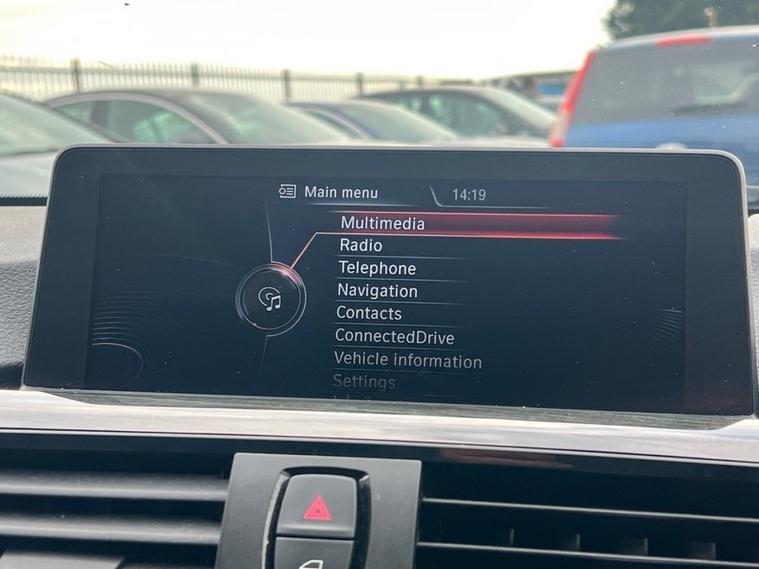 Main menu 14:19
Multimedia
Radio
Telephone
Navigation
Contacts
ConnectedDrive
Vehicle information
Settings